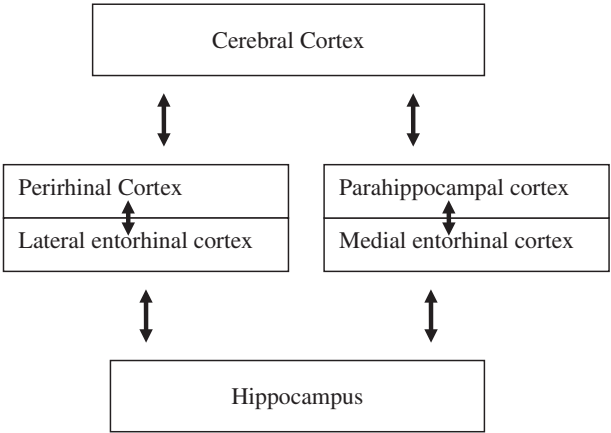 Cerebral Cortex
Perirhinal Cortex
Lateral entorhinal cortex
Parahippocampal cortex
Medial entorhinal cortex
Hippocampus